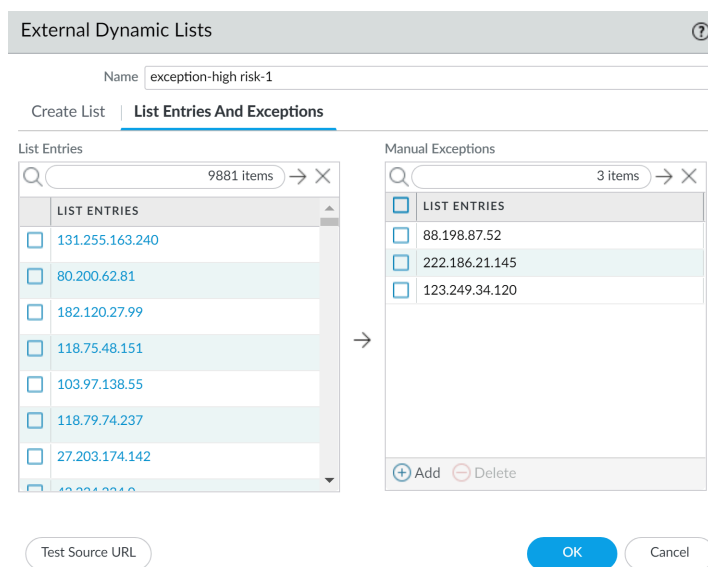 External Dynamic Lists
Name exception-high risk-1
Create List List Entries And Exceptions
List Entries
9881 items
LIST ENTRIES
131.255.163.240
80.200.62.81
182.120.27.99
118.75.48.151
103.97.138.55
118.79.74.237
27.203.174.142
Manual Exceptions
3 items
LIST ENTRIES
88.198.87.52
222.186.21.145
123.249.34.120
Add Delete
Test Source URL OK Cancel